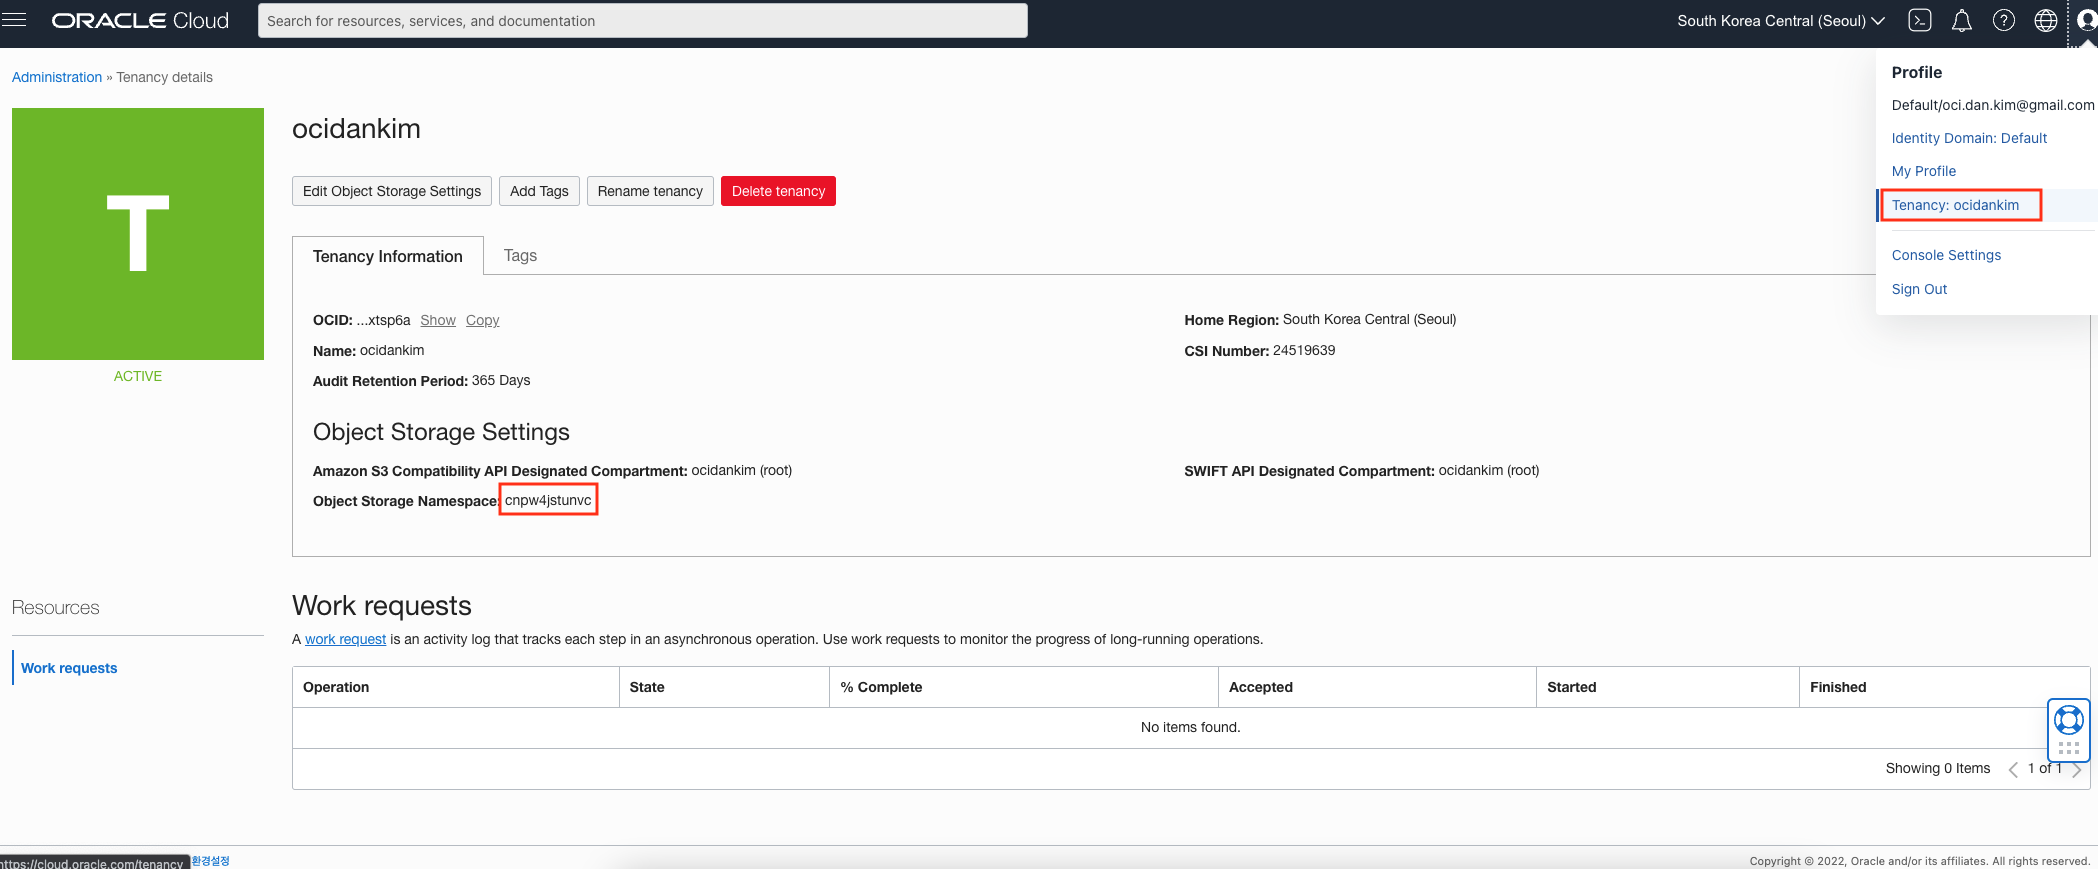 ORACLE Cloud
Search for resources, services, and documentation
South Korea Central (Seoul)
Administration » Tenancy details
Profile
Default/oci.dan.kim@gmail.com
Identity Domain: Default
My Profile
Tenancy: ocidankim
Console Settings
Sign Out
T
ACTIVE
ocidankim
Edit Object Storage Settings Add Tags Rename tenancy Delete tenancy
Tenancy Information Tags
OCID: ...xtsp6a Show Copy
Home Region: South Korea Central (Seoul)
Name: ocidankim
CSI Number: 24519639
Audit Retention Period: 365 Days
Object Storage Settings
Amazon S3 Compatibility API Designated Compartment: ocidankim (root)
SWIFT API Designated Compartment: ocidankim (root)
Object Storage Namespace: cnpw4jstunvc
Resources
Work requests
Work requests
A work request is an activity log that tracks each step in an asynchronous operation. Use work requests to monitor the progress of long-running operations.
Operation State % Complete Accepted Started Finished
No items found.
Showing 0 Items 1 of 1
https://cloud.oracle.com/tenancy 환경설정
Copyright © 2022, Oracle and/or its affiliates. All rights reserved.